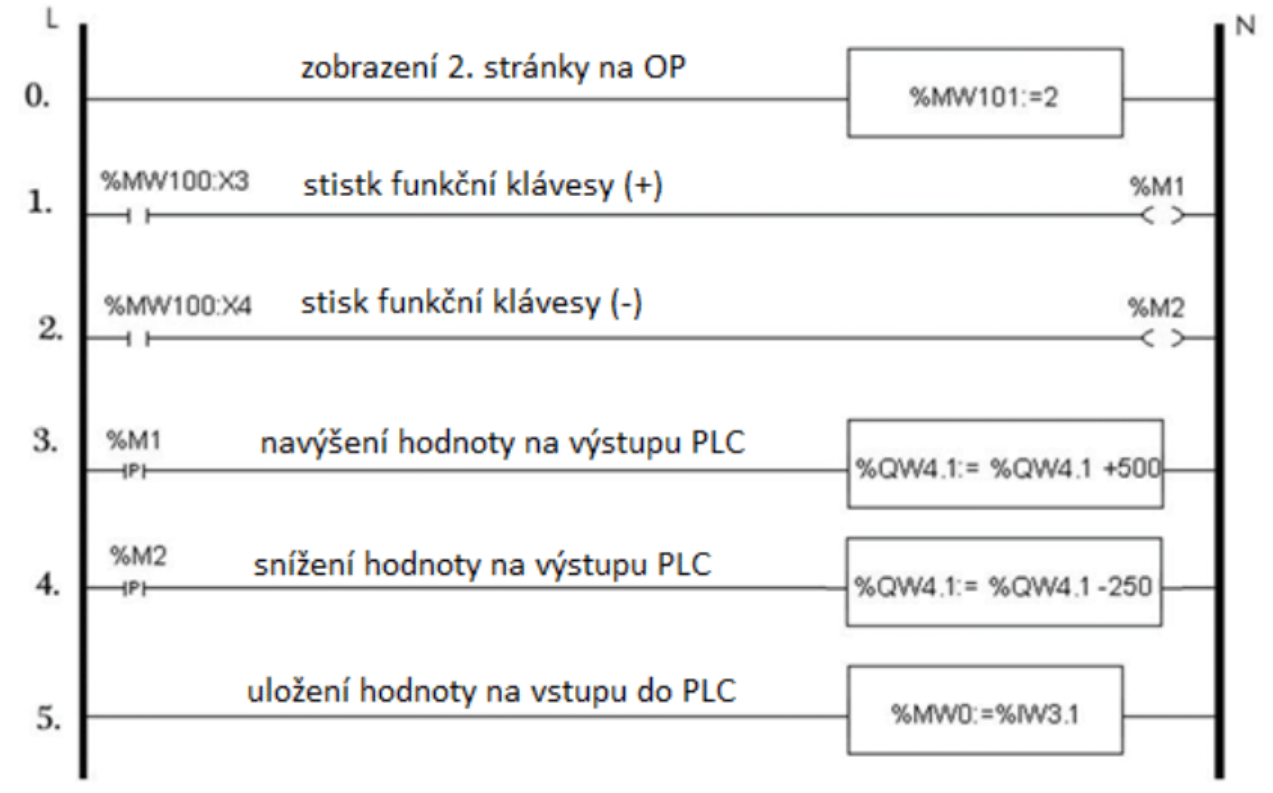 L
N
zobrazení 2. stránky na OP
0.
%MW101:=2
%MW100:X3
stistk funkční klávesy (+)
%M1
1.
%MW100:X4
stisk funkční klávesy (-)
%M2
2.
3.
%M1
navýšení hodnoty na výstupu PLC
P
%QW4.1:= %QW4.1 +500
%M2
snížení hodnoty na výstupu PLC
4.
P
%QW4.1:= %QW4.1 -250
uložení hodnoty na vstupu do PLC
5.
%MW0:=%IW3.1